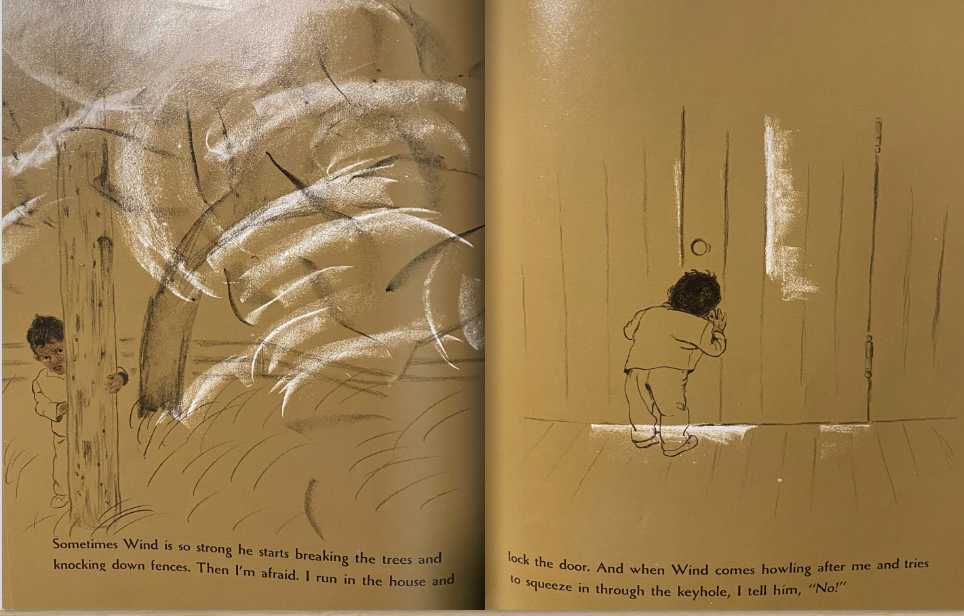 Sometimes Wind is so strong he starts breaking the trees and
knocking down fences. Then I'm afraid. I run in the house and
lock the door. And when Wind comes howling after me and tries
to squeeze in through the keyhole, I tell him, “No!”